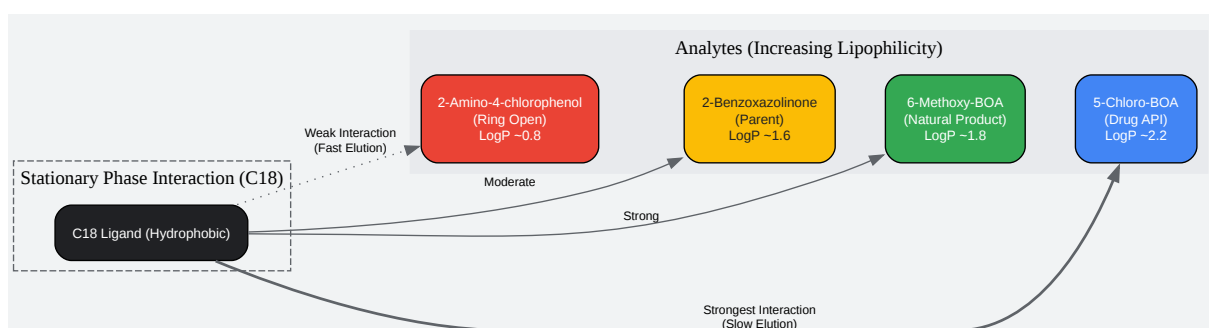 Analytes (Increasing Lipophilicity)
2-Amino-4-chlorophenol
(Ring Open)
LogP ~0.8
2-Benzoxazolinone
(Parent)
LogP ~1.6
6-Methoxy-BOA
(Natural Product)
LogP ~1.8
5-Chloro-BOA
(Drug API)
LogP ~2.2
Weak Interaction
(Fast Elution)
Moderate
Strong
Stationary Phase Interaction (C18)
C18 Ligand (Hydrophobic)
Strongest Interaction
(Slow Elution)